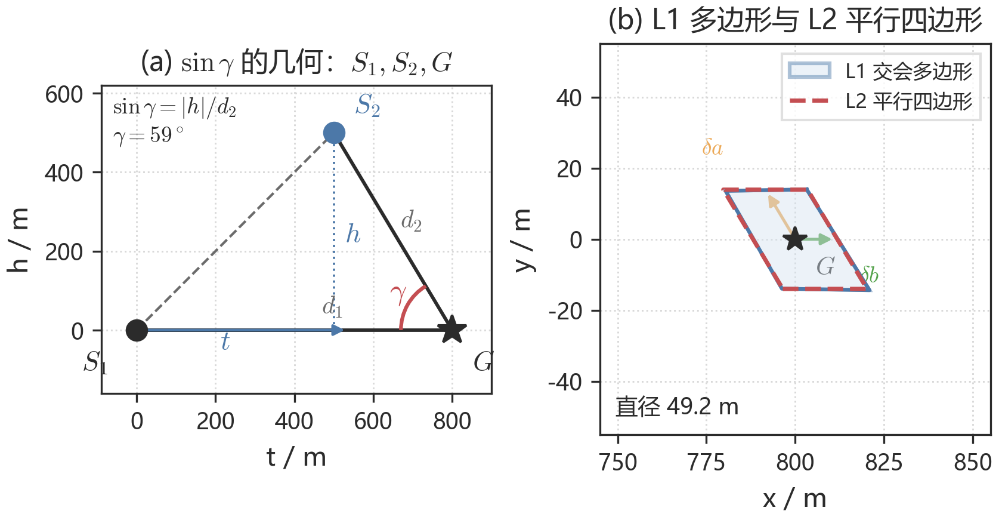 (a) sin γ 的几何：S₁, S₂, G
sin γ = |h|/d₂
γ = 59°
S₂
d₂
h
γ
d₁
t
S₁
G
600
400
200
0
h / m
0 200 400 600 800
t / m
(b) L1 多边形与 L2 平行四边形
L1 交会多边形
L2 平行四边形
δa
G
δb
直径 49.2 m
40
20
0
-20
-40
y / m
750 775 800 825 850
x / m